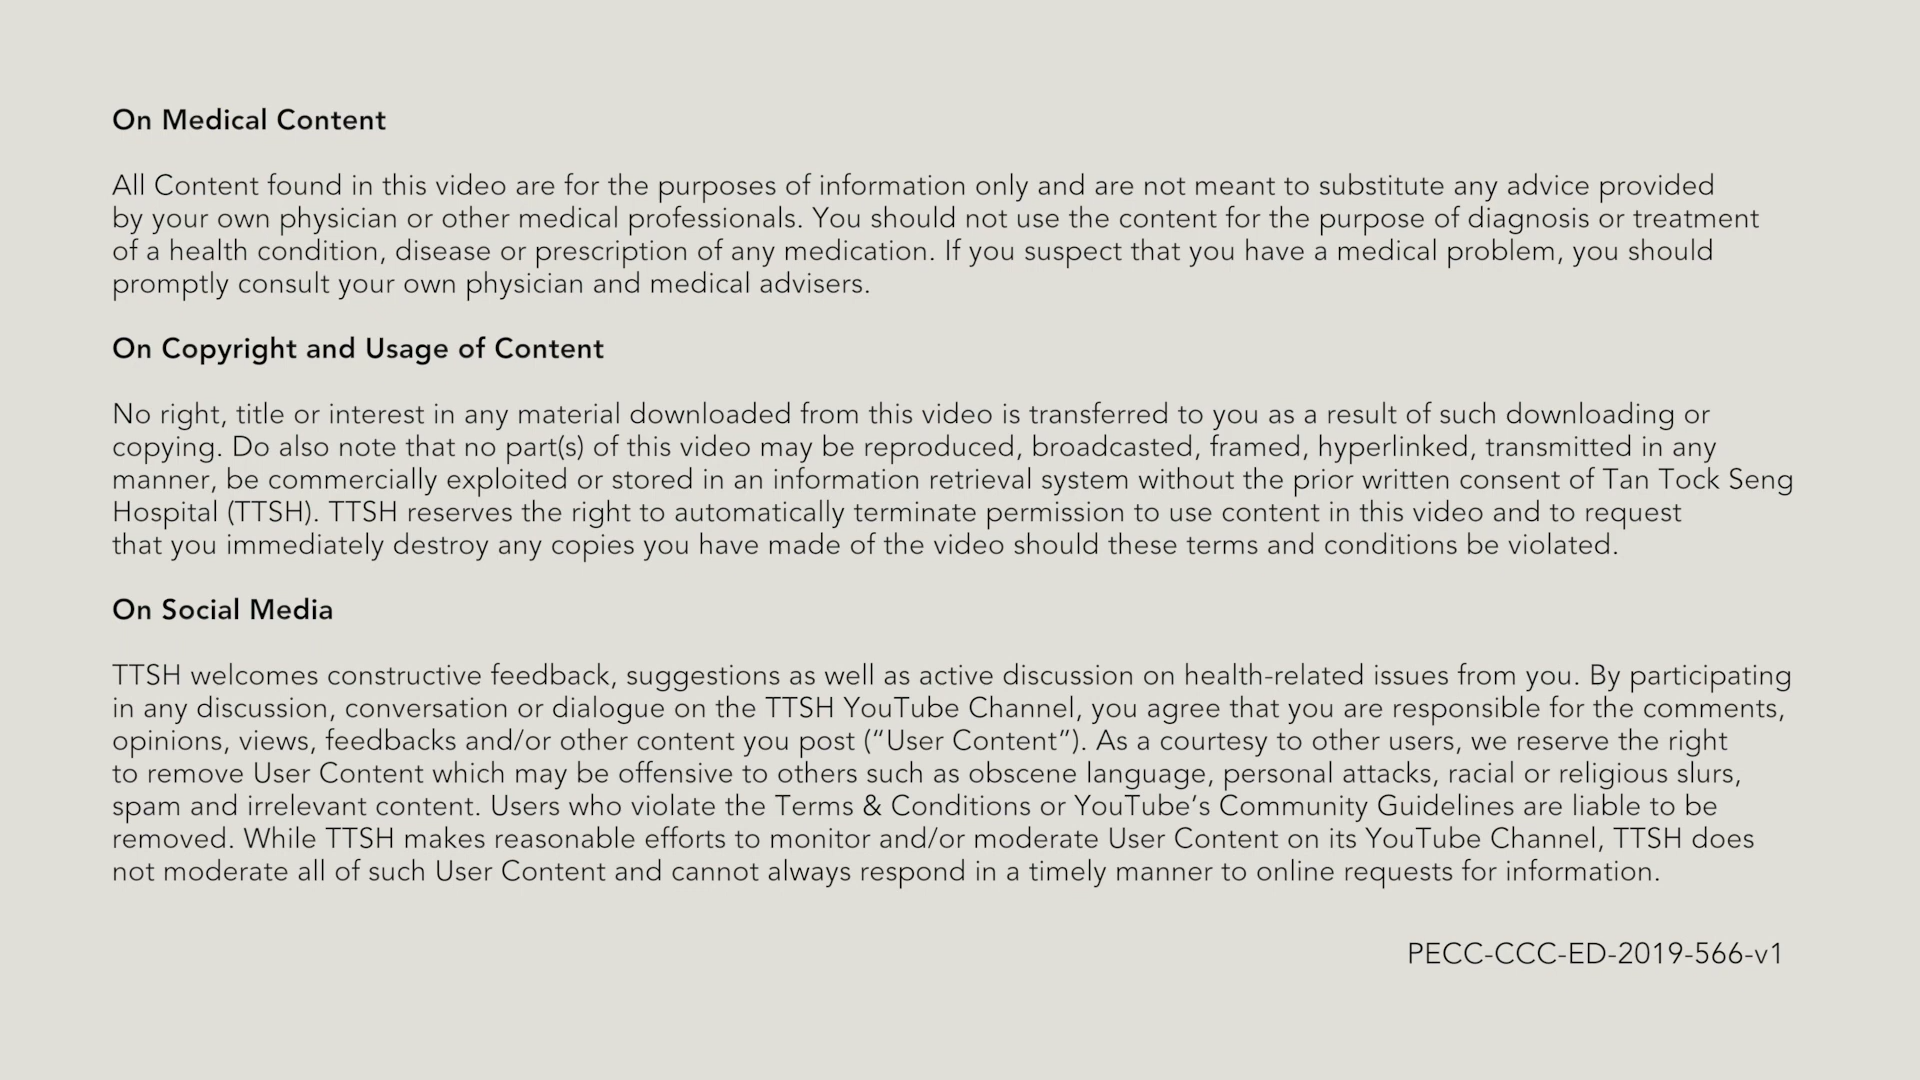 On Medical Content
All Content found in this video are for the purposes of information only and are not meant to substitute any advice provided
by your own physician or other medical professionals. You should not use the content for the purpose of diagnosis or treatment
of a health condition, disease or prescription of any medication. If you suspect that you have a medical problem, you should
promptly consult your own physician and medical advisers.
On Copyright and Usage of Content
No right, title or interest in any material downloaded from this video is transferred to you as a result of such downloading or
copying. Do also note that no part(s) of this video may be reproduced, broadcasted, framed, hyperlinked, transmitted in any
manner, be commercially exploited or stored in an information retrieval system without the prior written consent of Tan Tock Seng
Hospital (TTSH). TTSH reserves the right to automatically terminate permission to use content in this video and to request
that you immediately destroy any copies you have made of the video should these terms and conditions be violated.
On Social Media
TTSH welcomes constructive feedback, suggestions as well as active discussion on health-related issues from you. By participating
in any discussion, conversation or dialogue on the TTSH YouTube Channel, you agree that you are responsible for the comments,
opinions, views, feedbacks and/or other content you post (“User Content”). As a courtesy to other users, we reserve the right
to remove User Content which may be offensive to others such as obscene language, personal attacks, racial or religious slurs,
spam and irrelevant content. Users who violate the Terms & Conditions or YouTube’s Community Guidelines are liable to be
removed. While TTSH makes reasonable efforts to monitor and/or moderate User Content on its YouTube Channel, TTSH does
not moderate all of such User Content and cannot always respond in a timely manner to online requests for information.
PECC-CCC-ED-2019-566-v1